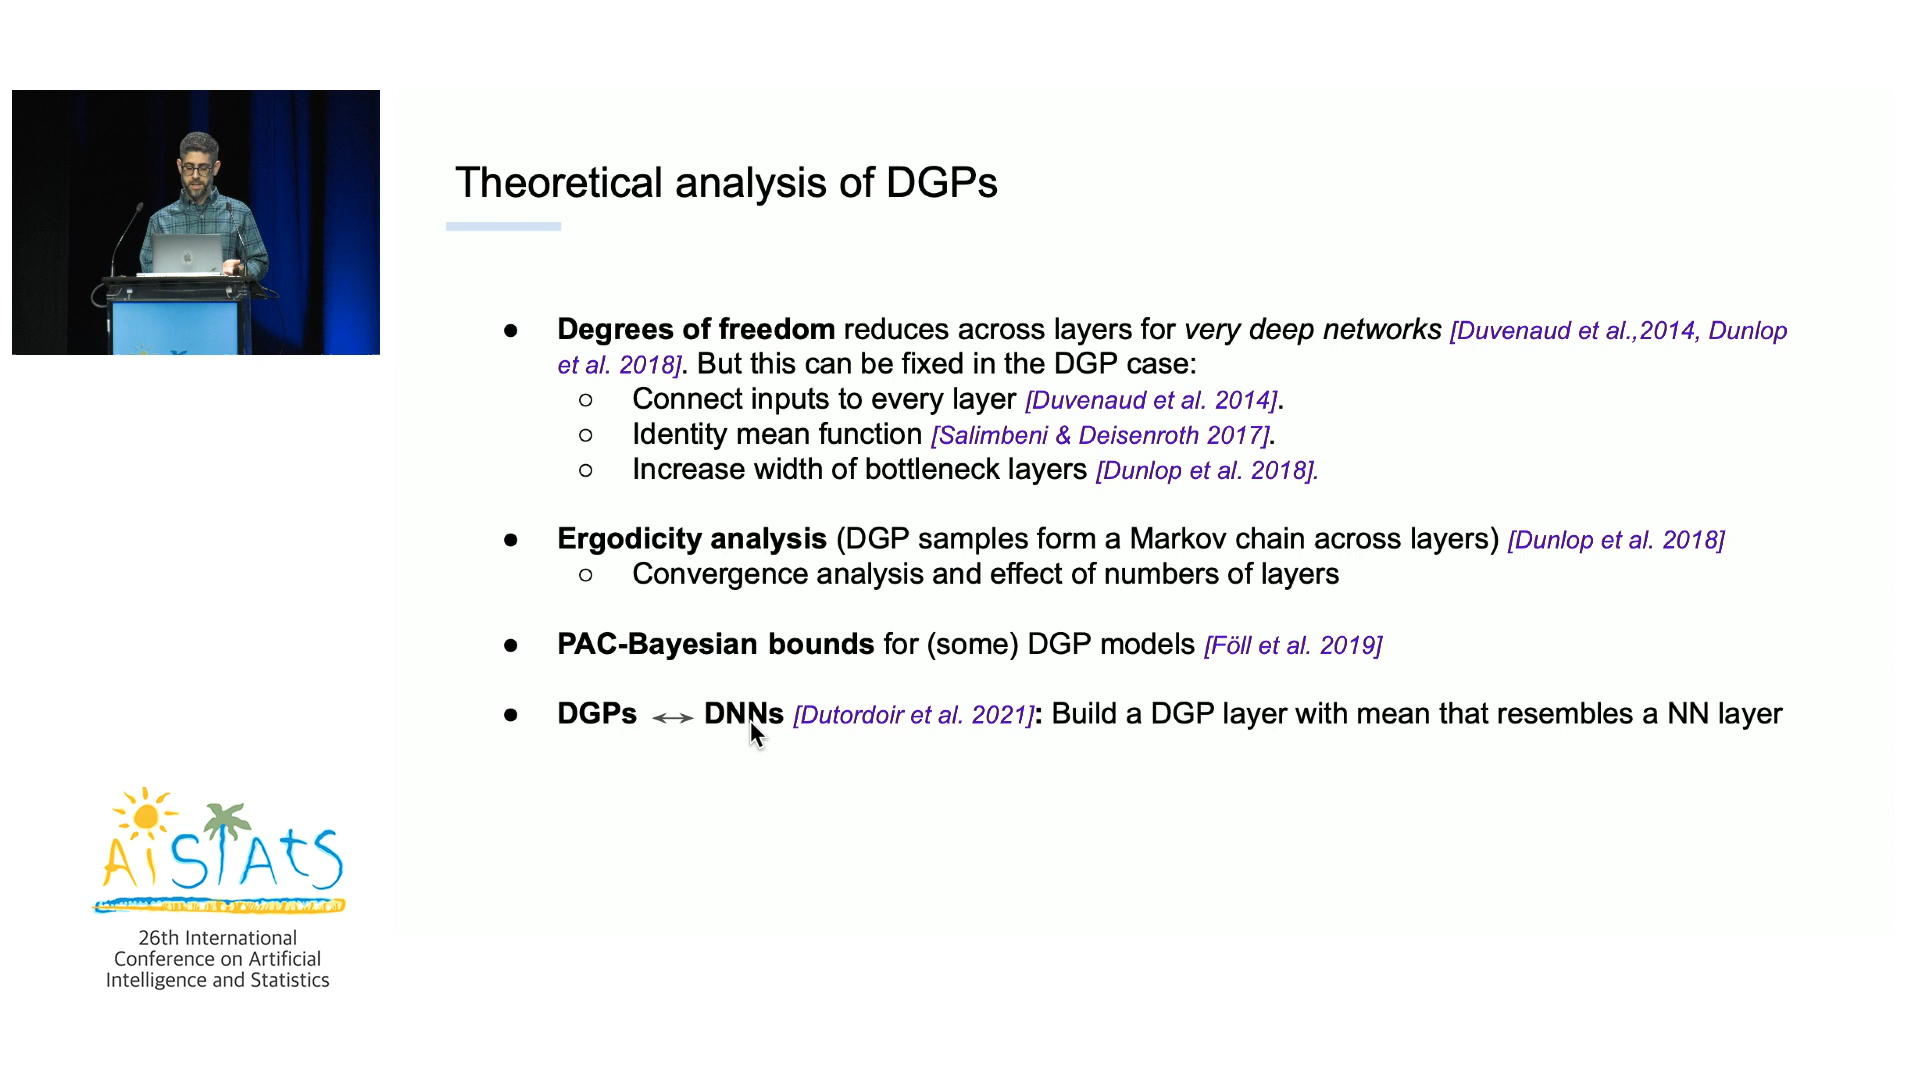 Theoretical analysis of DGPs
● Degrees of freedom reduces across layers for very deep networks [Duvenaud et al.,2014, Dunlop
et al. 2018]. But this can be fixed in the DGP case:
○ Connect inputs to every layer [Duvenaud et al. 2014].
○ Identity mean function [Salimbeni & Deisenroth 2017].
○ Increase width of bottleneck layers [Dunlop et al. 2018].
● Ergodicity analysis (DGP samples form a Markov chain across layers) [Dunlop et al. 2018]
○ Convergence analysis and effect of numbers of layers
● PAC-Bayesian bounds for (some) DGP models [Föll et al. 2019]
● DGPs ↔ DNNs [Dutordoir et al. 2021]: Build a DGP layer with mean that resembles a NN layer
AiSTAtS
26th International
Conference on Artificial
Intelligence and Statistics